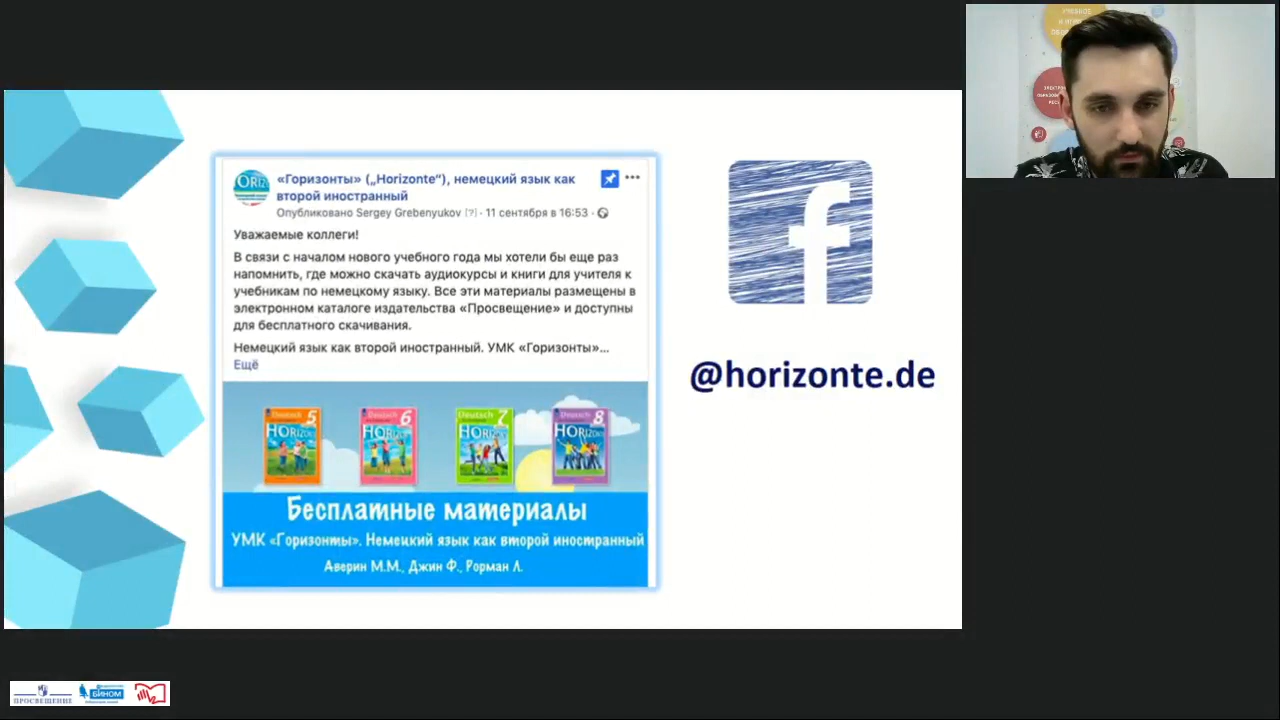 «Горизонты» („Horizonte“), немецкий язык как
второй иностранный
Опубликовано Sergey Grebenyukov [?] · 11 сентября в 16:53 ·
Уважаемые коллеги!
В связи с началом нового учебного года мы хотели бы еще раз
напомнить, где можно скачать аудиокурсы и книги для учителя к
учебникам по немецкому языку. Все эти материалы размещены в
электронном каталоге издательства «Просвещение» и доступны
для бесплатного скачивания.
Немецкий язык как второй иностранный. УМК «Горизонты»...
Ещё
Deutsch 5
HORIZO
Deutsch 6
HORIZO
Deutsch 7
HORIZO
Deutsch 8
HORIZO
Бесплатные материалы
УМК «Горизонты». Немецкий язык как второй иностранный
Аверин М.М., Джин Ф., Рорман Л.
@horizonte.de
ПРОСВЕЩЕНИЕ
БИНОМ